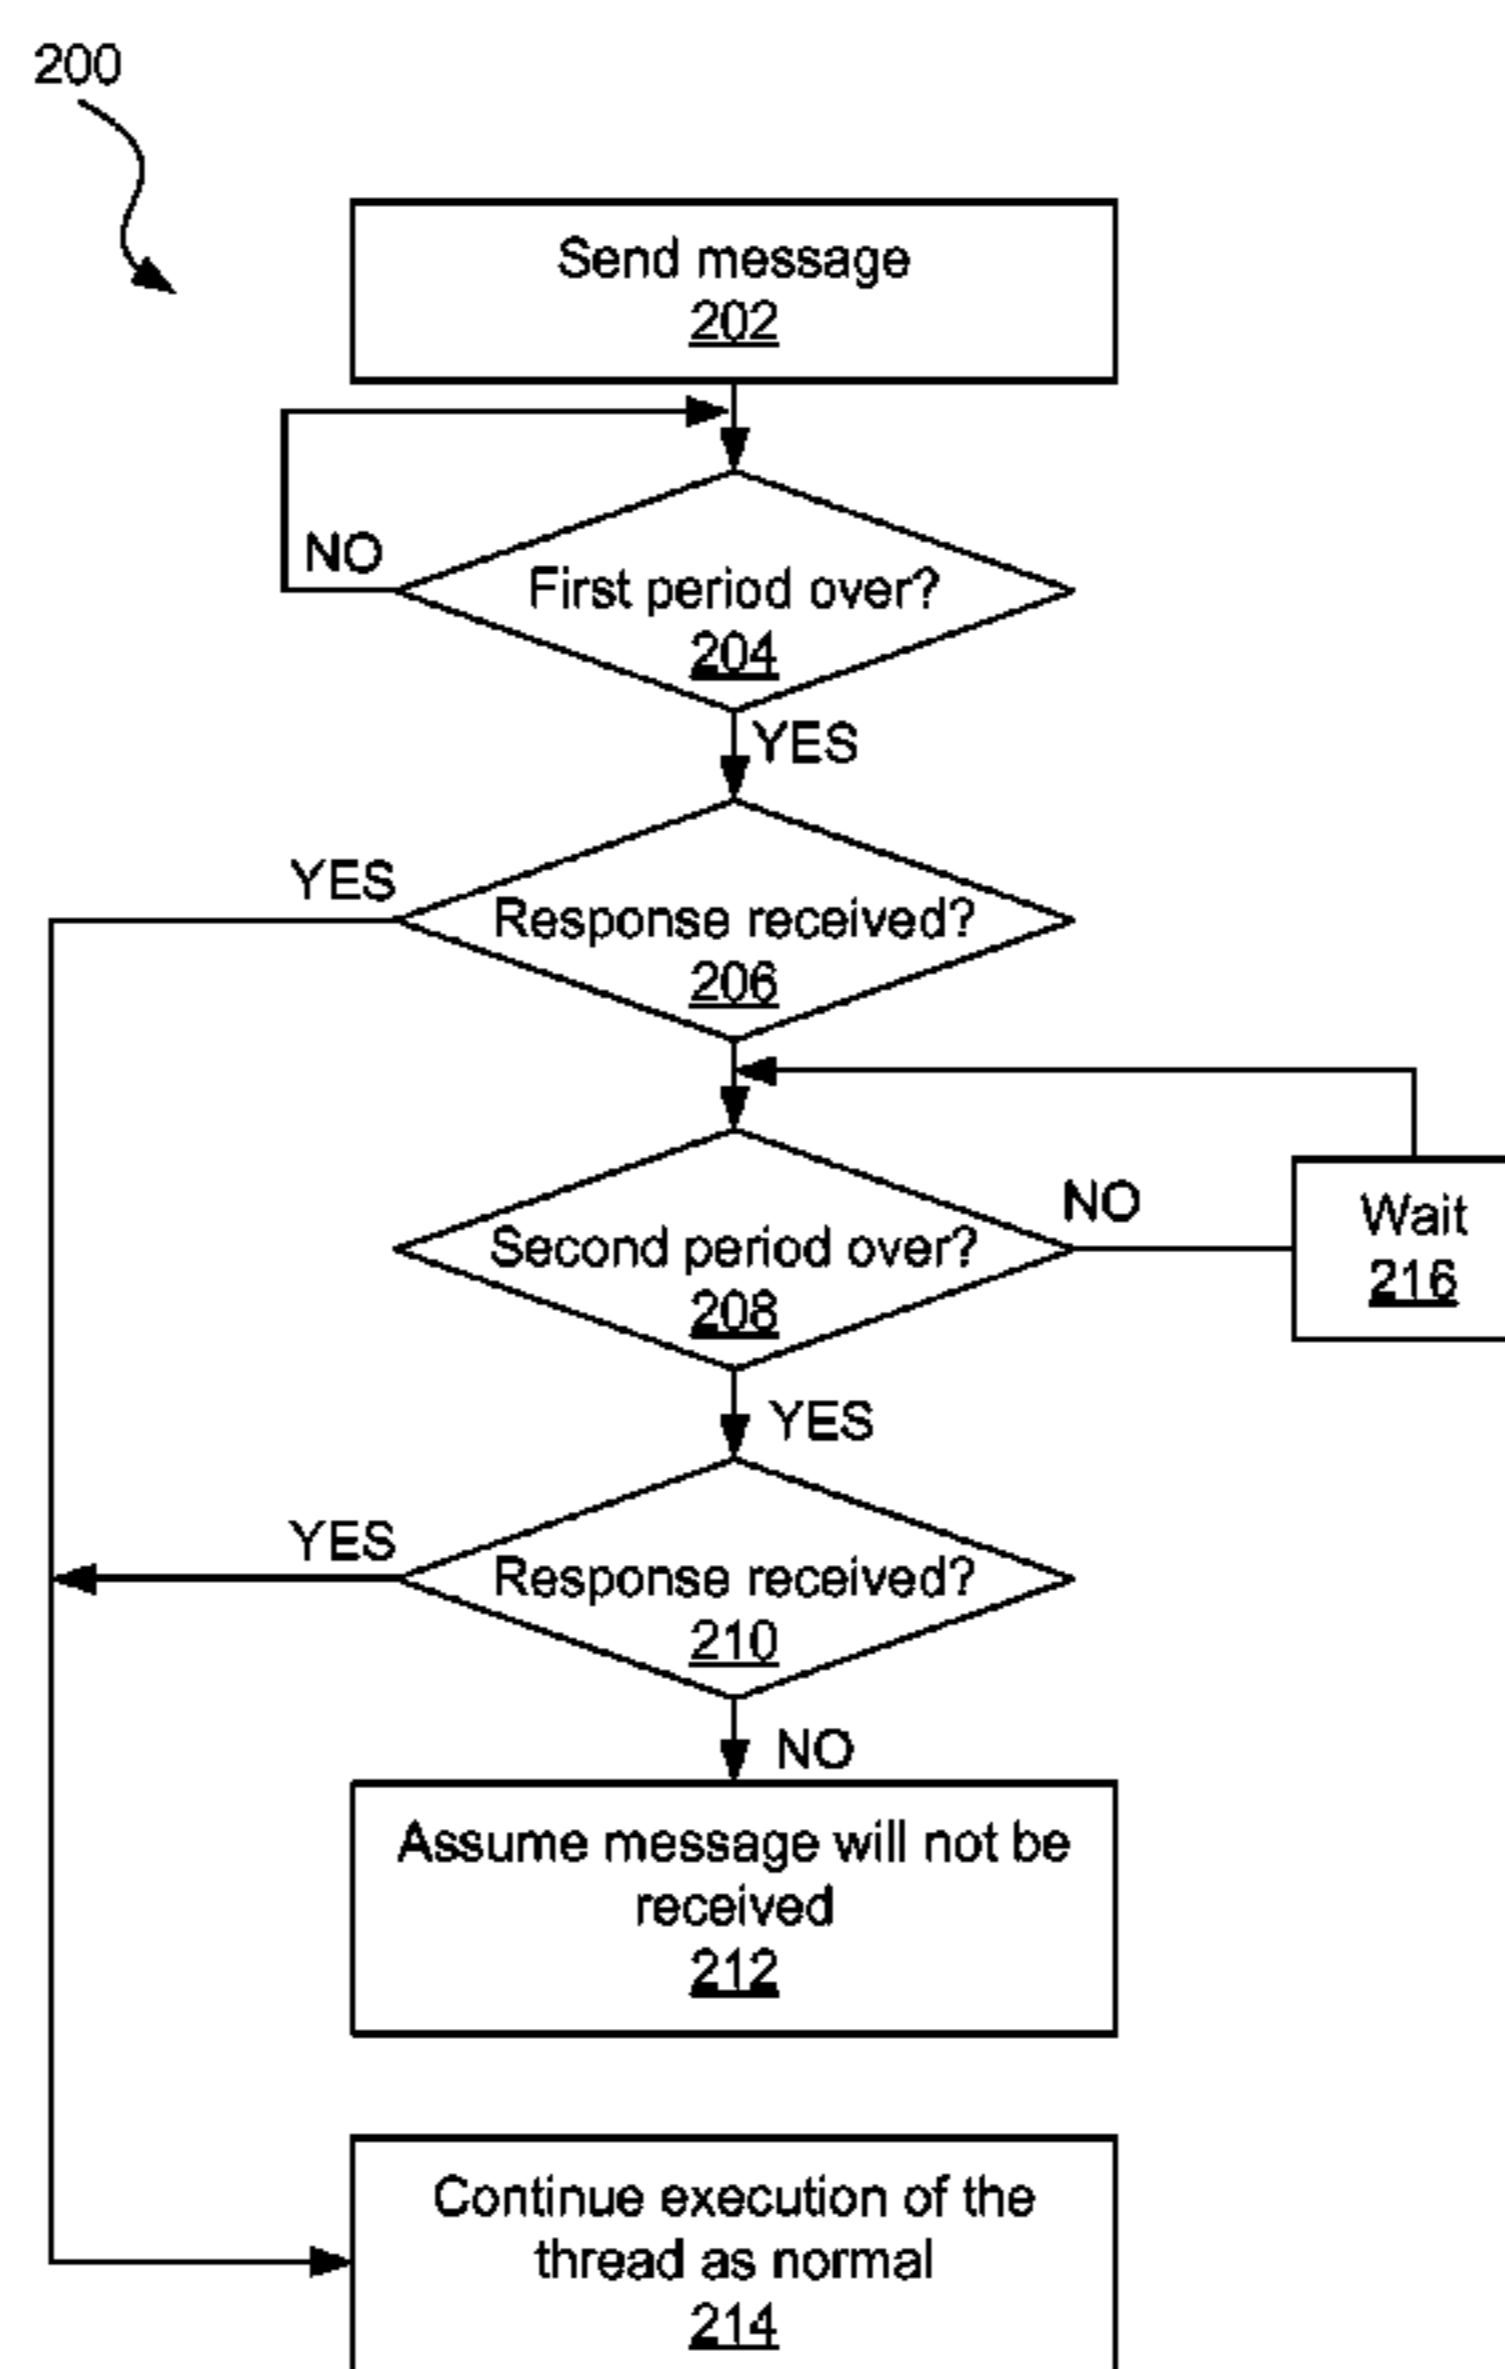 200
Send message
202
NO
First period over?
204
YES
YES
Response received?
206
NO
Second period over?
208
Wait
216
YES
YES
Response received?
210
NO
Assume message will not be
received
212
Continue execution of the
thread as normal
214